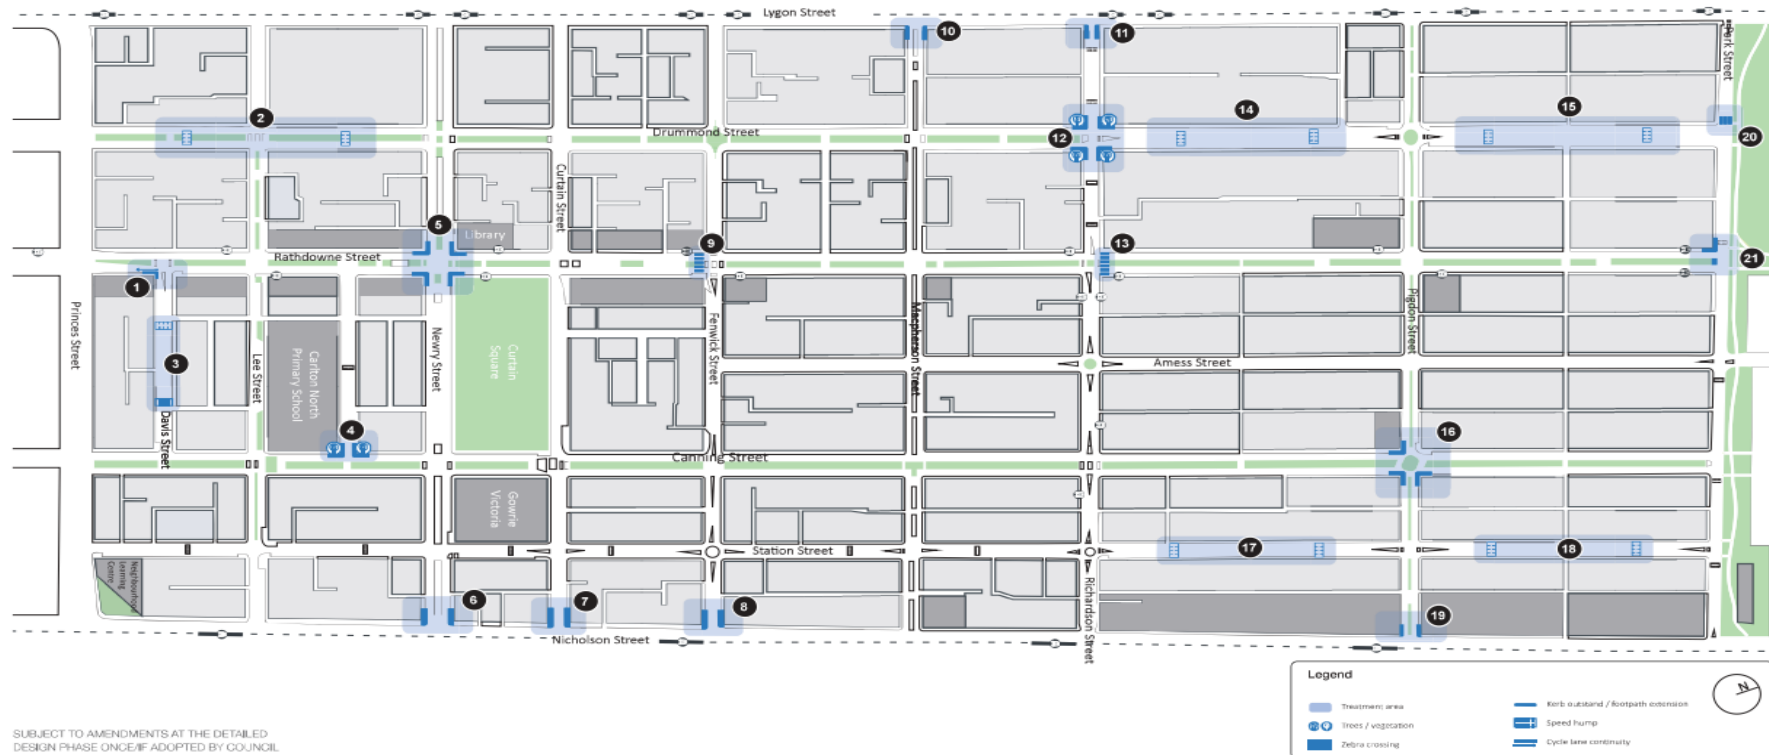 Lygon Street
10
11
Park Street
2
14
15
Drummond Street
12
20
Curtain Street
5
Library
9
13
Rathdowne Street
21
1
Princes Street
Pigdon Street
Fenwick Street
Macpherson Street
Newry Street
Curtain
Square
Carlton North
Primary School
Lee Street
3
Amess Street
Davis Street
4
16
Canning Street
Gowrie
Victoria
Station Street
17
18
Neighbourhood
Learning
Centre
Richardson Street
6
7
8
19
Nicholson Street
Legend
Treatment area
Trees / vegetation
Zebra crossing
Kerb outstand / footpath extension
Speed hump
Cycle lane continuity
N
SUBJECT TO AMENDMENTS AT THE DETAILED
DESIGN PHASE ONCE/IF ADOPTED BY COUNCIL